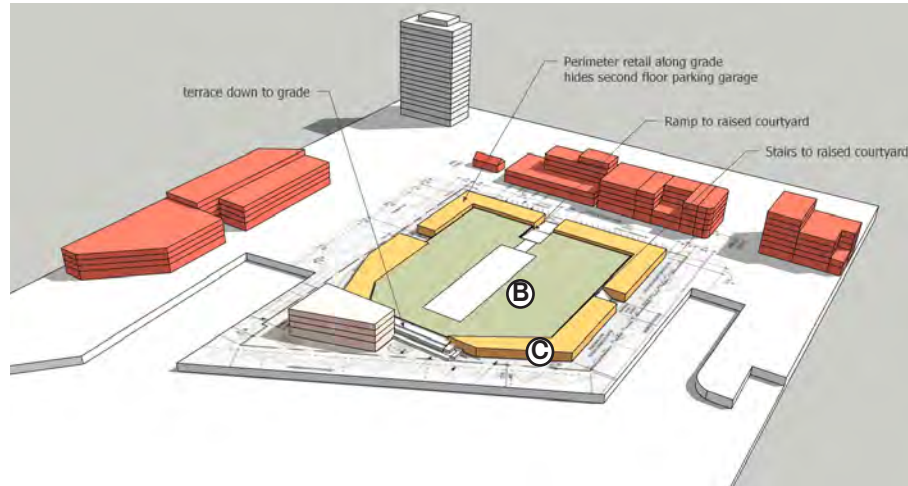 Perimeter retail along grade
hides second floor parking garage
terrace down to grade
Ramp to raised courtyard
Stairs to raised courtyard
B
C